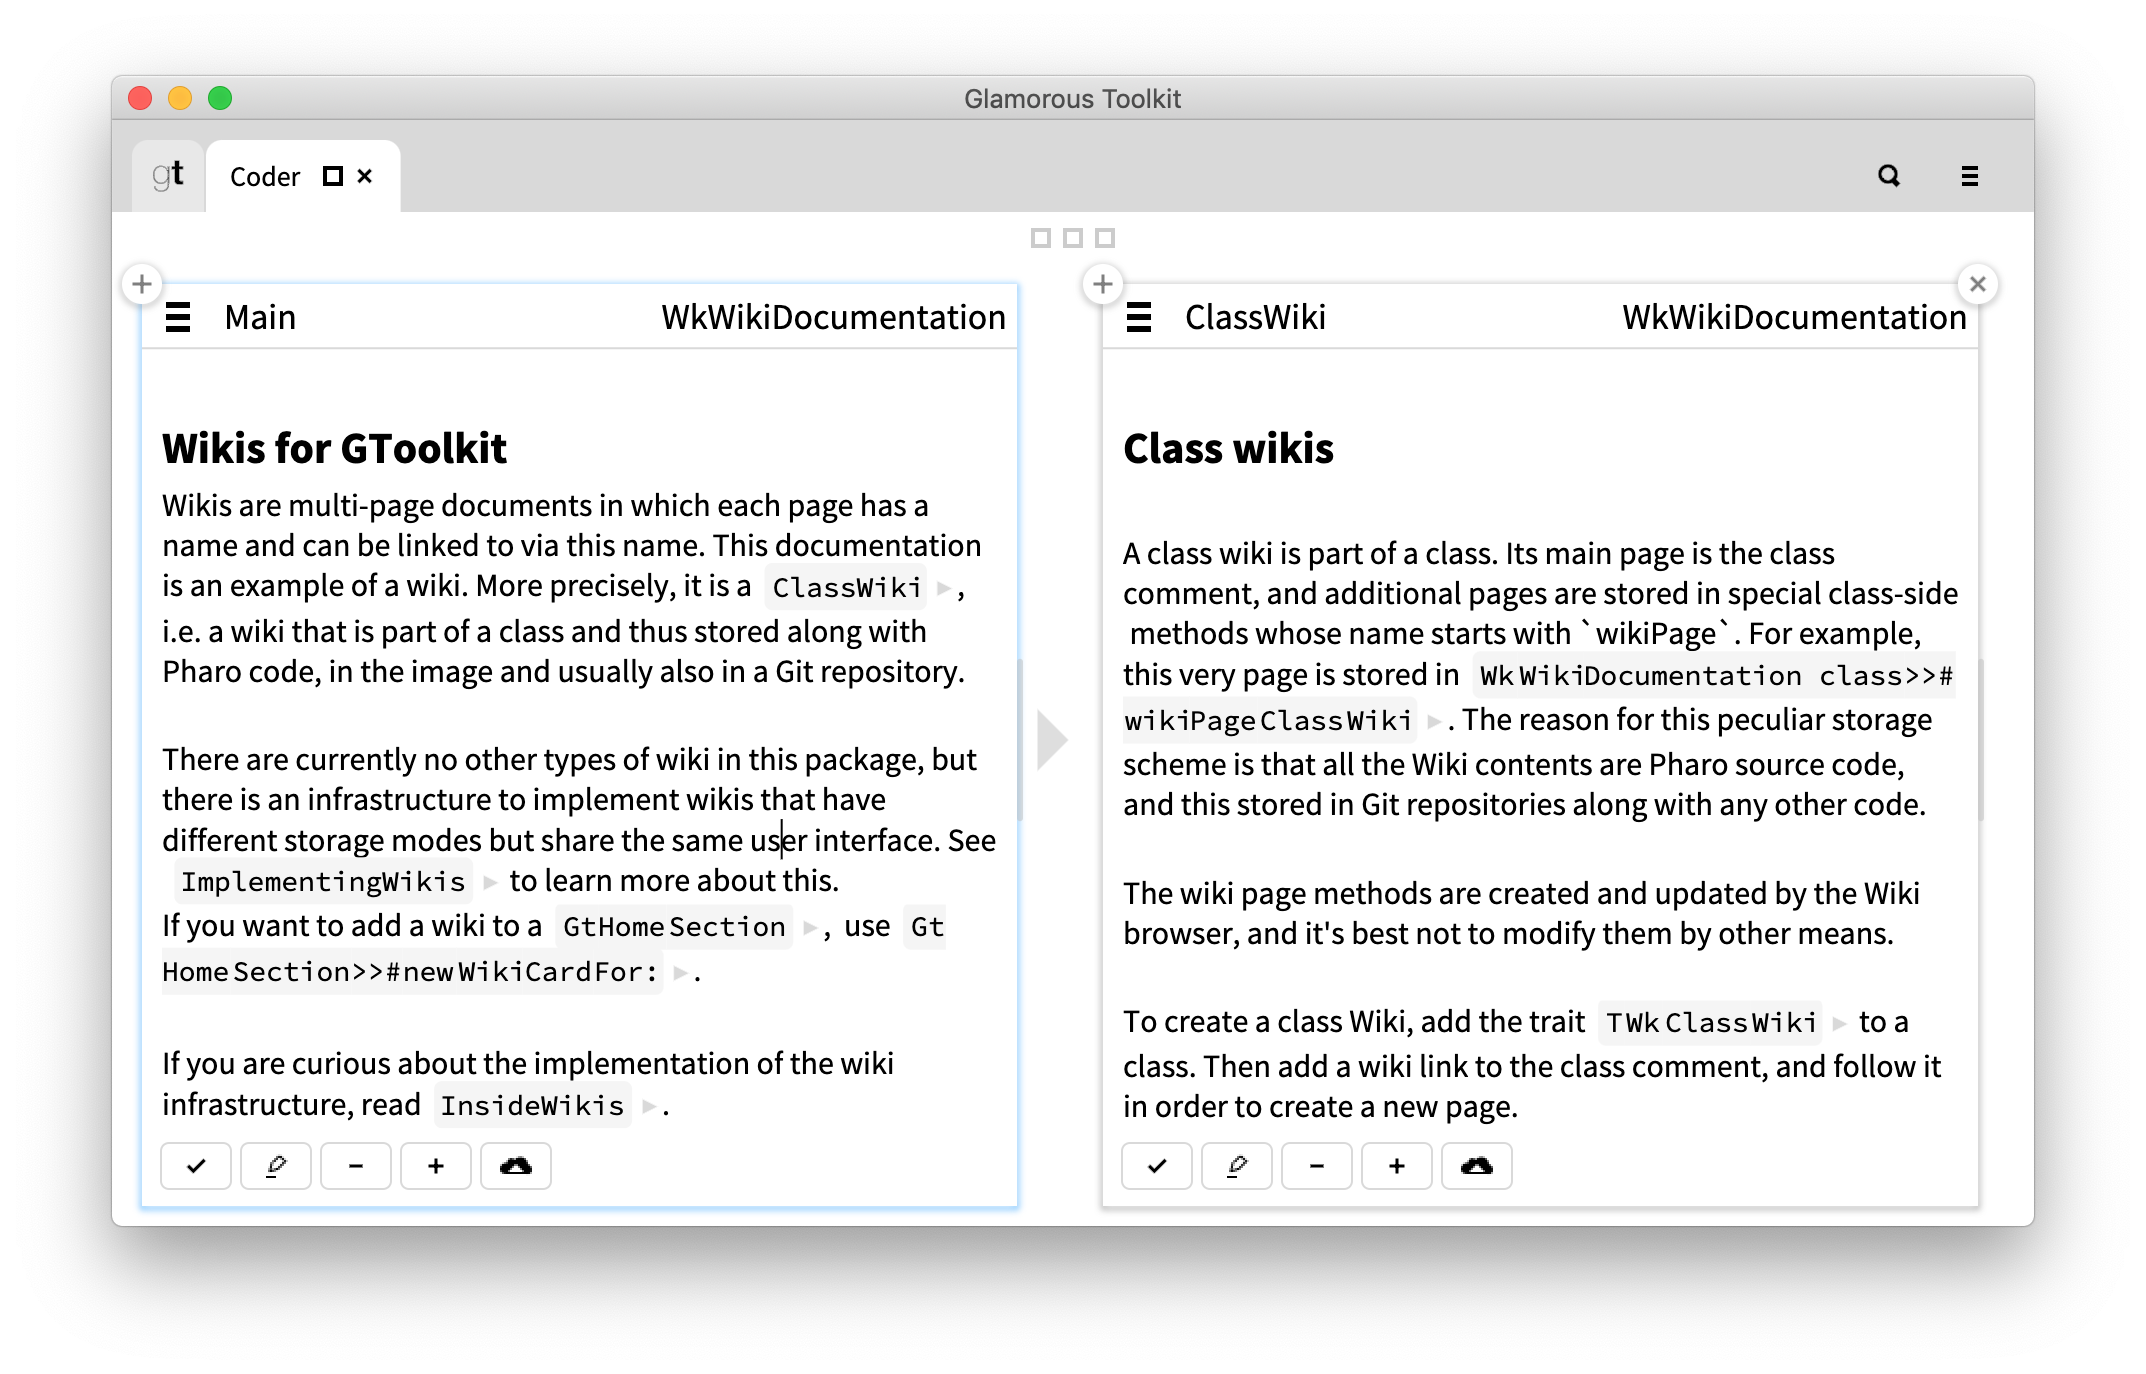 Glamorous Toolkit
gt
Coder
Main
WkWikiDocumentation
Wikis for GToolkit
Wikis are multi-page documents in which each page has a
name and can be linked to via this name. This documentation
is an example of a wiki. More precisely, it is a ClassWiki ▸,
i.e. a wiki that is part of a class and thus stored along with
Pharo code, in the image and usually also in a Git repository.
There are currently no other types of wiki in this package, but
there is an infrastructure to implement wikis that have
different storage modes but share the same user interface. See
ImplementingWikis ▸ to learn more about this.
If you want to add a wiki to a GtHomeSection ▸, use Gt
HomeSection>>#newWikiCardFor: ▸.
If you are curious about the implementation of the wiki
infrastructure, read InsideWikis ▸.
ClassWiki
WkWikiDocumentation
Class wikis
A class wiki is part of a class. Its main page is the class
comment, and additional pages are stored in special class-side
methods whose name starts with `wikiPage`. For example,
this very page is stored in WkWikiDocumentation class>>#
wikiPageClassWiki ▸. The reason for this peculiar storage
scheme is that all the Wiki contents are Pharo source code,
and this stored in Git repositories along with any other code.
The wiki page methods are created and updated by the Wiki
browser, and it's best not to modify them by other means.
To create a class Wiki, add the trait TWkClassWiki ▸ to a
class. Then add a wiki link to the class comment, and follow it
in order to create a new page.